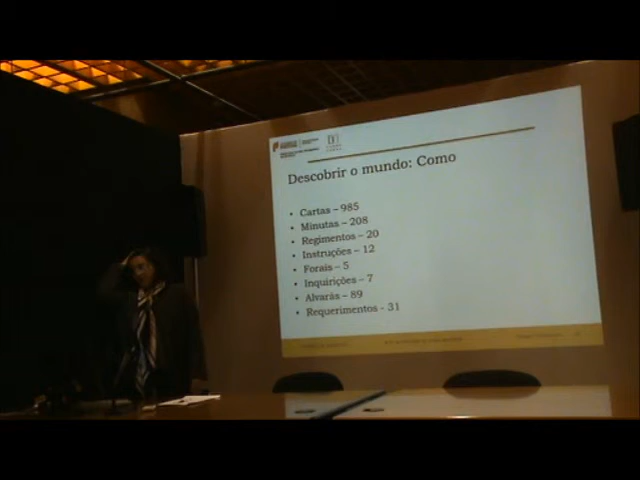 Descobrir o mundo: Como
• Cartas – 985
• Minutas – 208
• Regimentos – 20
• Instruções – 12
• Forais – 5
• Inquirições – 7
• Alvarás – 89
• Requerimentos - 31